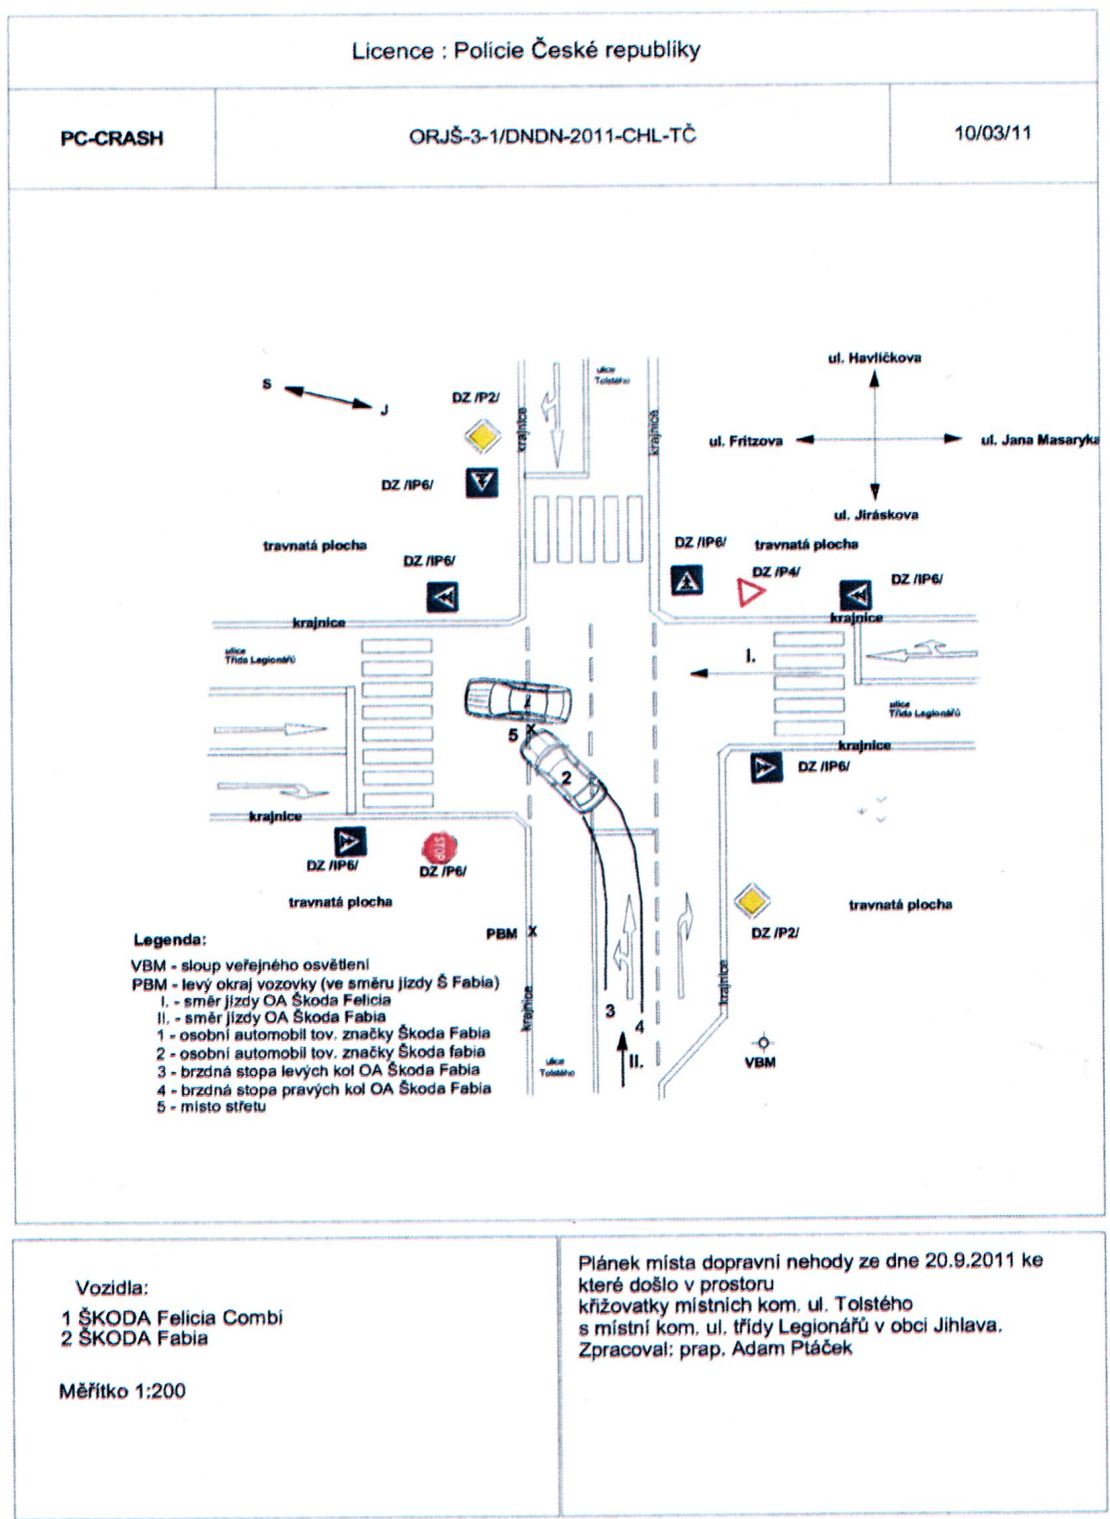 Licence : Policie České republiky
PC-CRASH
ORJŠ-3-1/DNDN-2011-CHL-TČ
10/03/11
ul. Havlíčkova
S
J
DZ /P2/
ulice
Tolstého
krajnice
krajnice
ul. Fritzova
ul. Jana Masaryka
DZ /IP6/
ul. Jiráskova
travnatá plocha
DZ /IP6/
travnatá plocha
DZ /IP6/
DZ /P4/
DZ /IP6/
krajnice
krajnice
ulice
Třída Legionářů
I.
1
ulice
Třída Legionářů
5
X
krajnice
2
DZ /IP6/
krajnice
STOP
DZ /IP6/
DZ /P6/
travnatá plocha
travnatá plocha
PBM X
DZ /P2/
Legenda:
VBM - sloup veřejného osvětlení
PBM - levý okraj vozovky (ve směru jízdy Š Fabia)
I. - směr jízdy OA Škoda Felicia
II. - směr jízdy OA Škoda Fabia
1 - osobní automobil tov. značky Škoda Fabia
2 - osobní automobil tov. značky Škoda fabia
3 - brzdná stopa levých kol OA Škoda Fabia
4 - brzdná stopa pravých kol OA Škoda Fabia
5 - místo střetu
krajnice
krajnice
3
4
II.
ulice
Tolstého
VBM
Vozidla:
1 ŠKODA Felicia Combi
2 ŠKODA Fabia
Měřítko 1:200
Plánek místa dopravní nehody ze dne 20.9.2011 ke
které došlo v prostoru
křižovatky místních kom. ul. Tolstého
s místní kom. ul. třídy Legionářů v obci Jihlava.
Zpracoval: prap. Adam Ptáček